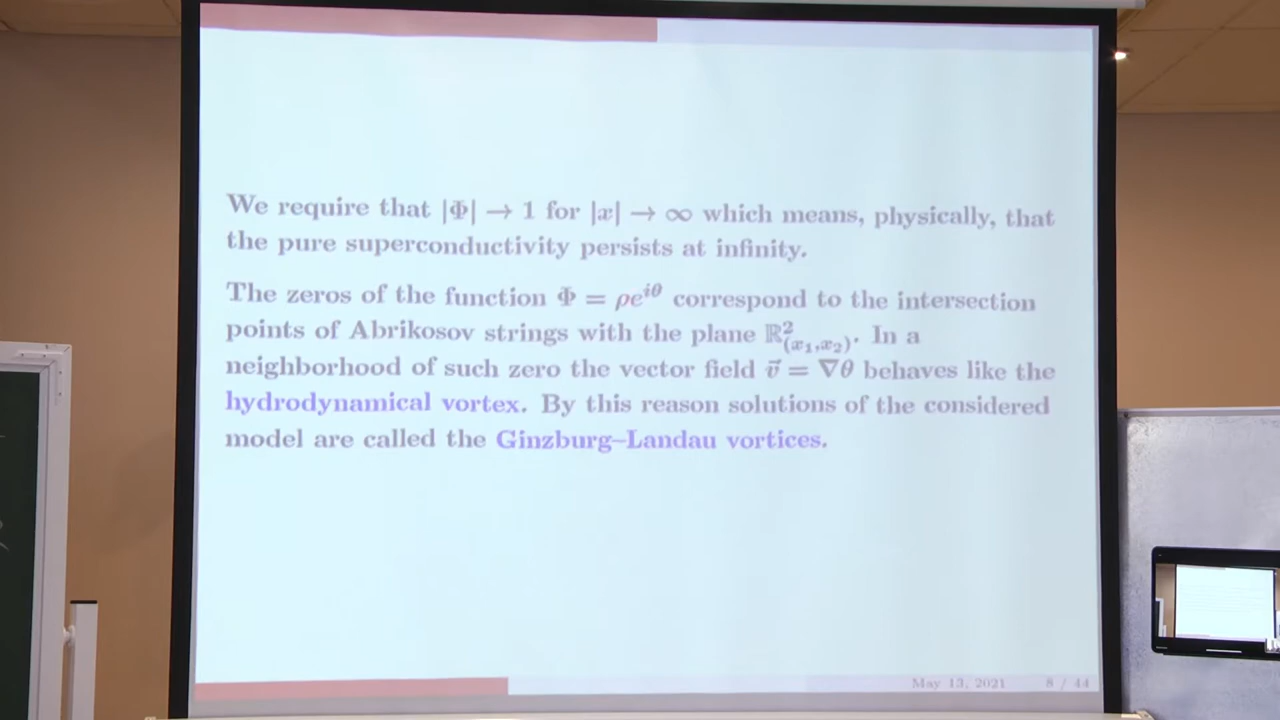 We require that |Φ| → 1 for |x| → ∞ which means, physically, that
the pure superconductivity persists at infinity.
The zeros of the function Φ = ρe^{iθ} correspond to the intersection
points of Abrikosov strings with the plane ℝ²_{(x₁,x₂)}. In a
neighborhood of such zero the vector field v⃗ = ∇θ behaves like the
hydrodynamical vortex. By this reason solutions of the considered
model are called the Ginzburg–Landau vortices.
May 13, 2021 8 / 44